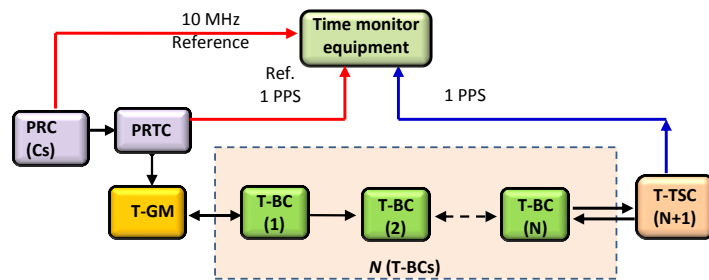 10 MHz
Reference
Time monitor
equipment
Ref.
1 PPS
1 PPS
PRC
(Cs)
PRTC
T-GM
T-BC
(1)
T-BC
(2)
T-BC
(N)
T-TSC
(N+1)
N (T-BCs)